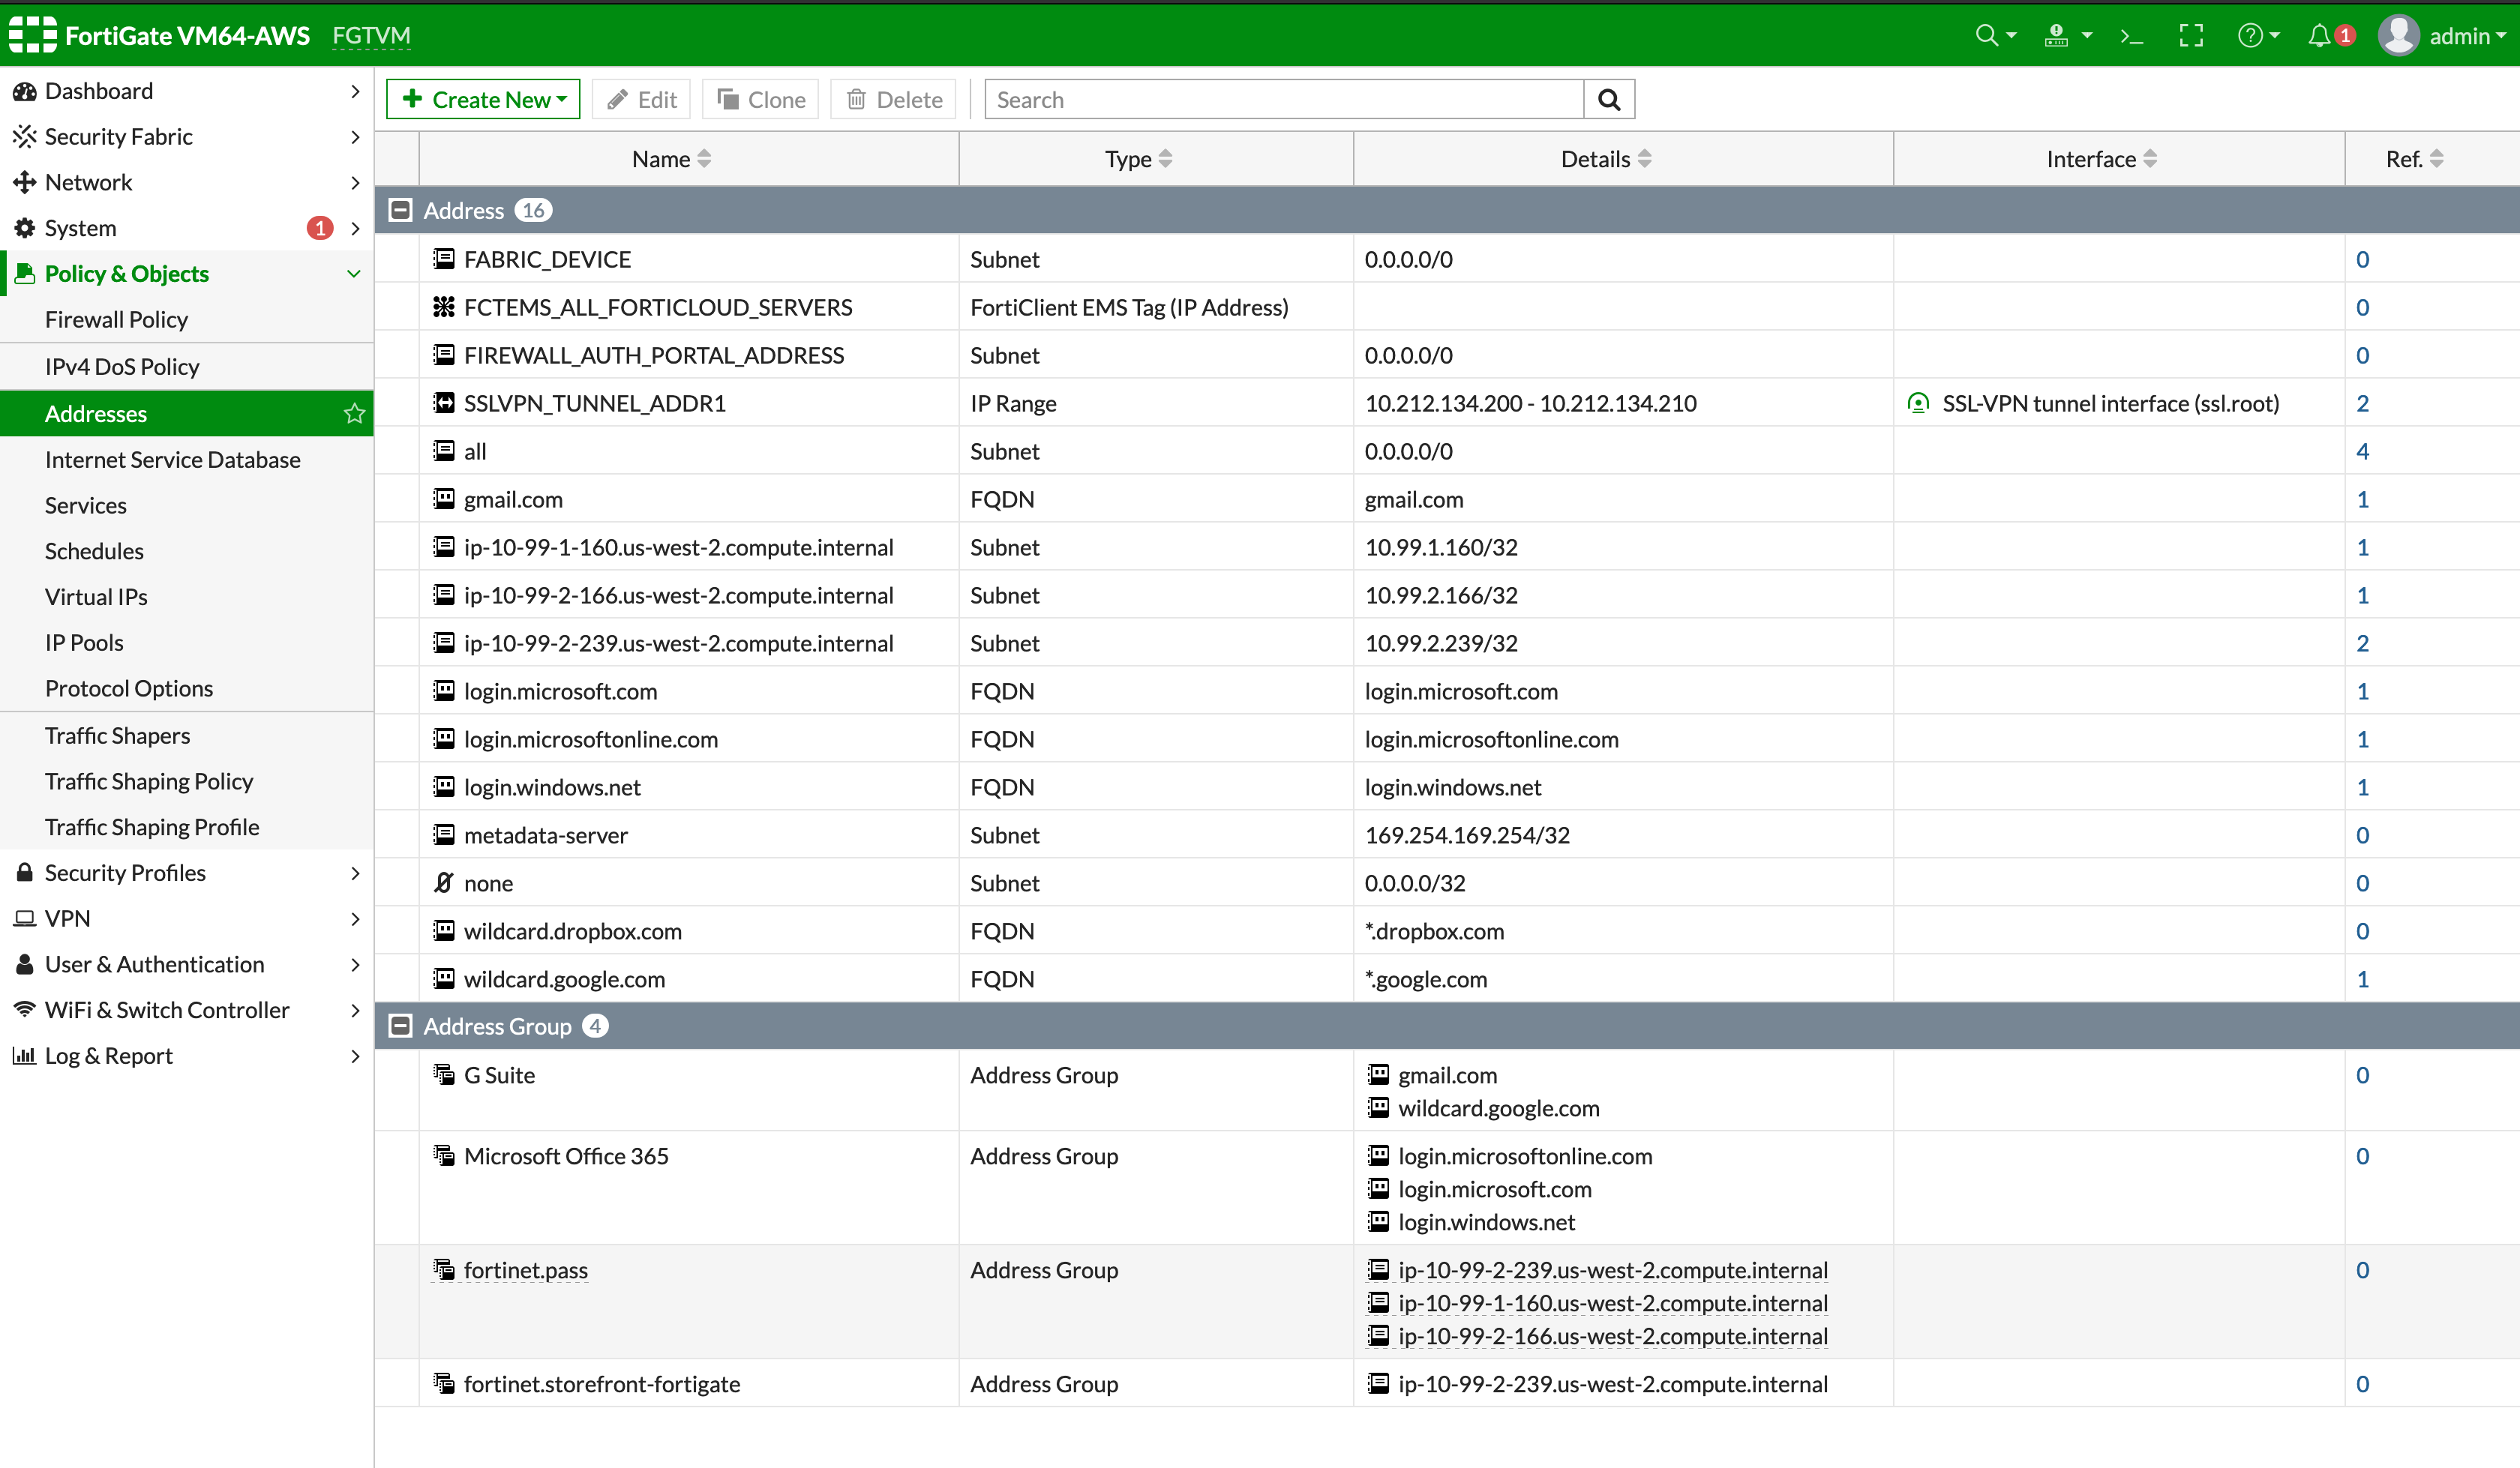 FortiGate VM64-AWS FGTVM 1 admin
Dashboard
Security Fabric
Network
System 1
Policy & Objects
Firewall Policy
IPv4 DoS Policy
Addresses
Internet Service Database
Services
Schedules
Virtual IPs
IP Pools
Protocol Options
Traffic Shapers
Traffic Shaping Policy
Traffic Shaping Profile
Security Profiles
VPN
User & Authentication
WiFi & Switch Controller
Log & Report
+ Create New Edit Clone Delete Search
Name Type Details Interface Ref.
Address 16
FABRIC_DEVICE Subnet 0.0.0.0/0 0
FCTEMS_ALL_FORTICLOUD_SERVERS FortiClient EMS Tag (IP Address) 0
FIREWALL_AUTH_PORTAL_ADDRESS Subnet 0.0.0.0/0 0
SSLVPN_TUNNEL_ADDR1 IP Range 10.212.134.200 - 10.212.134.210 SSL-VPN tunnel interface (ssl.root) 2
all Subnet 0.0.0.0/0 4
gmail.com FQDN gmail.com 1
ip-10-99-1-160.us-west-2.compute.internal Subnet 10.99.1.160/32 1
ip-10-99-2-166.us-west-2.compute.internal Subnet 10.99.2.166/32 1
ip-10-99-2-239.us-west-2.compute.internal Subnet 10.99.2.239/32 2
login.microsoft.com FQDN login.microsoft.com 1
login.microsoftonline.com FQDN login.microsoftonline.com 1
login.windows.net FQDN login.windows.net 1
metadata-server Subnet 169.254.169.254/32 0
none Subnet 0.0.0.0/32 0
wildcard.dropbox.com FQDN *.dropbox.com 0
wildcard.google.com FQDN *.google.com 1
Address Group 4
G Suite Address Group gmail.com 0
wildcard.google.com
Microsoft Office 365 Address Group login.microsoftonline.com 0
login.microsoft.com
login.windows.net
fortinet.pass Address Group ip-10-99-2-239.us-west-2.compute.internal 0
ip-10-99-1-160.us-west-2.compute.internal
ip-10-99-2-166.us-west-2.compute.internal
fortinet.storefront-fortigate Address Group ip-10-99-2-239.us-west-2.compute.internal 0